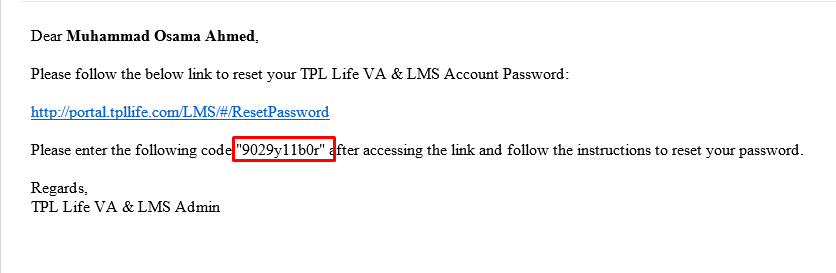 Dear Muhammad Osama Ahmed,
Please follow the below link to reset your TPL Life VA & LMS Account Password:
http://portal.tpllife.com/LMS/#/ResetPassword
Please enter the following code "9029y11b0r" after accessing the link and follow the instructions to reset your password.
Regards,
TPL Life VA & LMS Admin